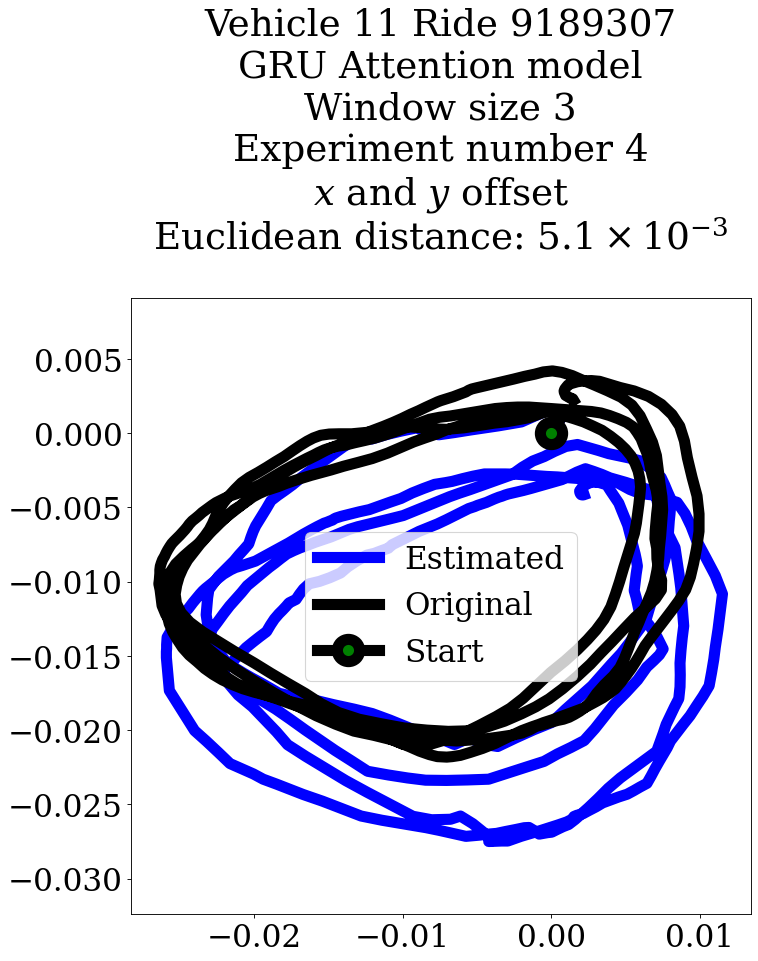 Vehicle 11 Ride 9189307
GRU Attention model
Window size 3
Experiment number 4
x and y offset
Euclidean distance: 5.1 × 10⁻³
0.005
0.000
−0.005
−0.010
−0.015
−0.020
−0.025
−0.030
Estimated
Original
Start
−0.02 −0.01 0.00 0.01